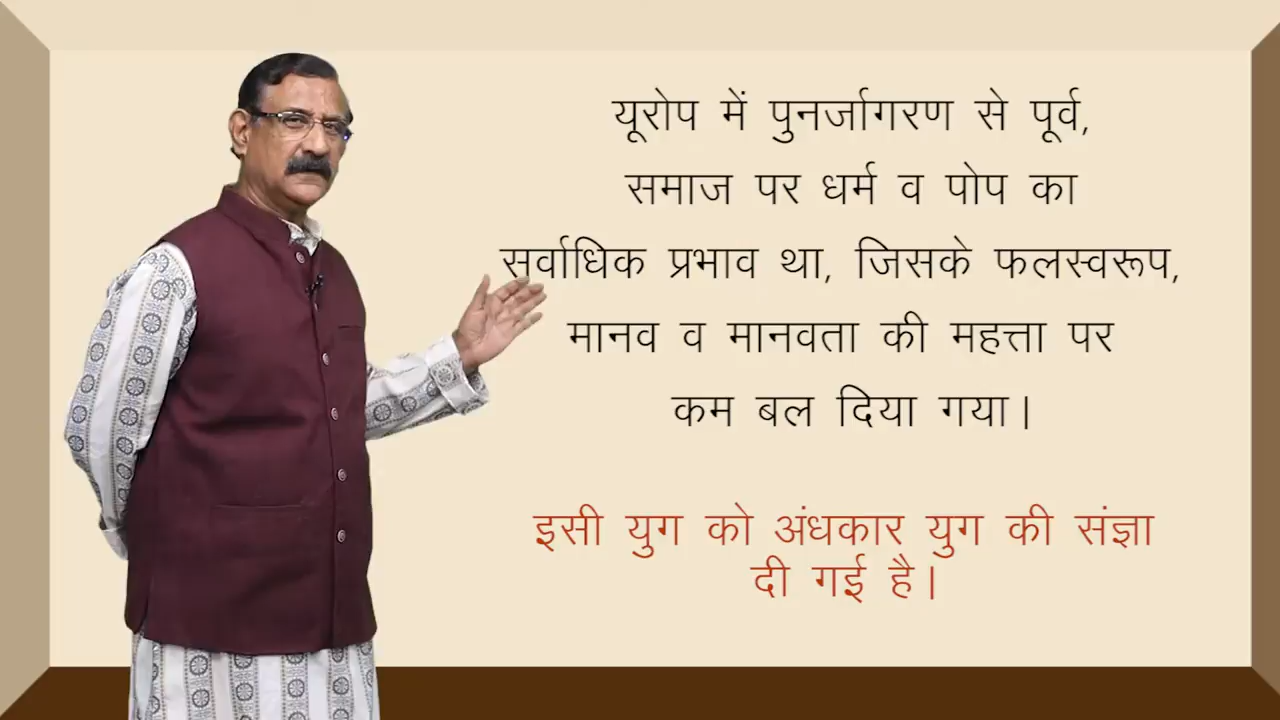 यूरोप में पुनर्जागरण से पूर्व,
समाज पर धर्म व पोप का
सर्वाधिक प्रभाव था, जिसके फलस्वरूप,
मानव व मानवता की महत्ता पर
कम बल दिया गया।
इसी युग को अंधकार युग की संज्ञा
दी गई है।